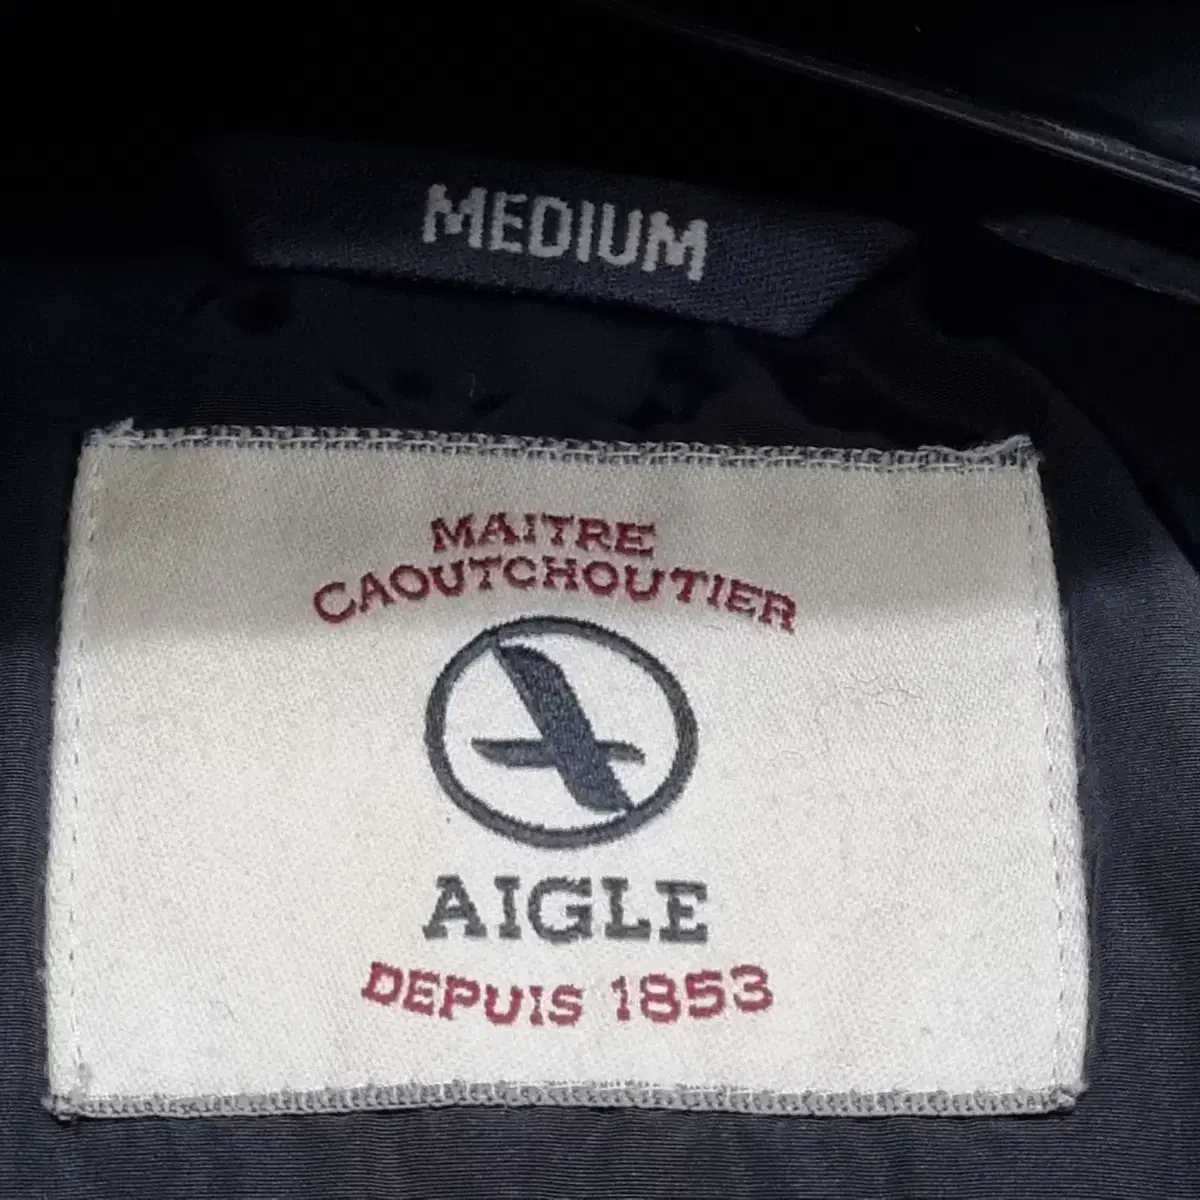 MEDIUM
MAITRE
CAOUTCHOUTIER
AIGLE
DEPUIS 1853